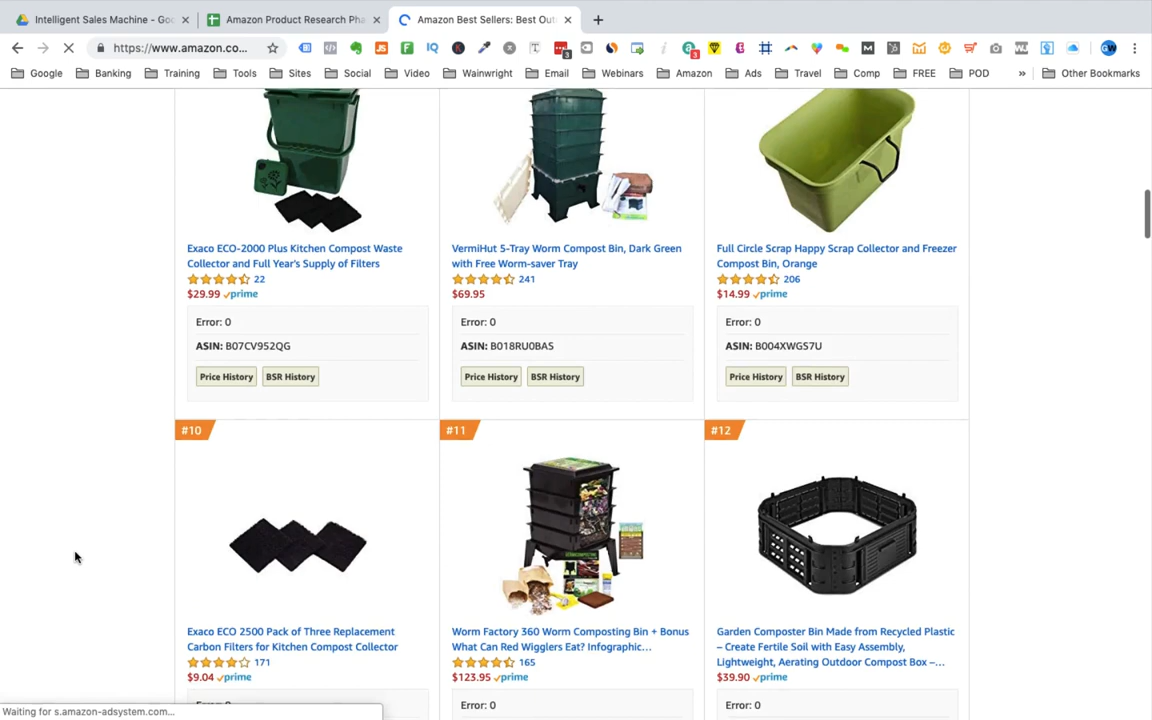 Intelligent Sales Machine - Goo
Amazon Product Research Pha
Amazon Best Sellers: Best Out
https://www.amazon.co...
Google
Banking
Training
Tools
Sites
Social
Video
Wainwright
Email
Webinars
Amazon
Ads
Travel
Comp
FREE
POD
»
Other Bookmarks
Exaco ECO-2000 Plus Kitchen Compost Waste
Collector and Full Year's Supply of Filters
22
$29.99 prime
Error: 0
ASIN: B07CV952QG
Price History
BSR History
VermiHut 5-Tray Worm Compost Bin, Dark Green
with Free Worm-saver Tray
241
$69.95
Error: 0
ASIN: B018RU0BAS
Price History
BSR History
Full Circle Scrap Happy Scrap Collector and Freezer
Compost Bin, Orange
206
$14.99 prime
Error: 0
ASIN: B004XWGS7U
Price History
BSR History
#10
Exaco ECO 2500 Pack of Three Replacement
Carbon Filters for Kitchen Compost Collector
171
$9.04 prime
#11
Worm Factory 360 Worm Composting Bin + Bonus
What Can Red Wigglers Eat? Infographic...
165
$123.95 prime
Error: 0
#12
Garden Composter Bin Made from Recycled Plastic
– Create Fertile Soil with Easy Assembly,
Lightweight, Aerating Outdoor Compost Box –...
$39.90 prime
Error: 0
Waiting for s.amazon-adsystem.com...